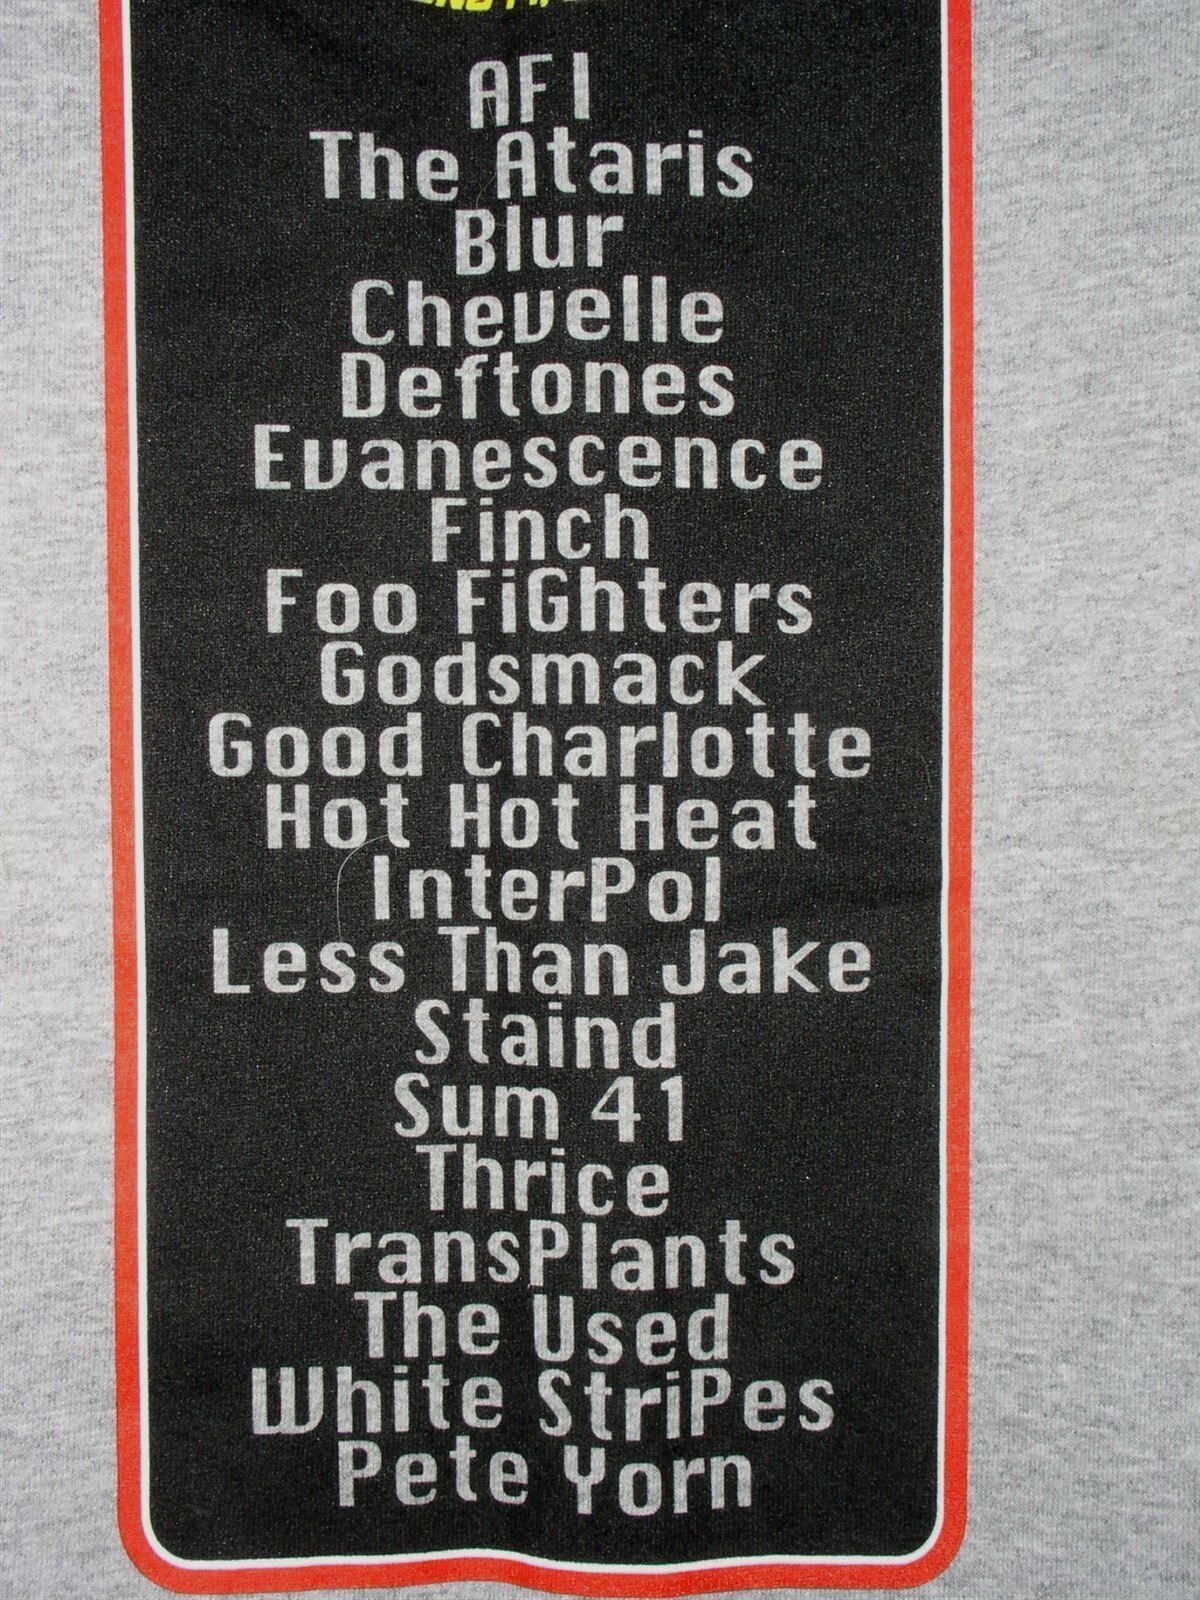 AFI
The Ataris
Blur
Chevelle
Deftones
Evanescence
Finch
Foo FiGhters
Godsmack
Good Charlotte
Hot Hot Heat
InterPol
Less Than Jake
Staind
Sum 41
Thrice
TransPlants
The Used
White StriPes
Pete Yorn